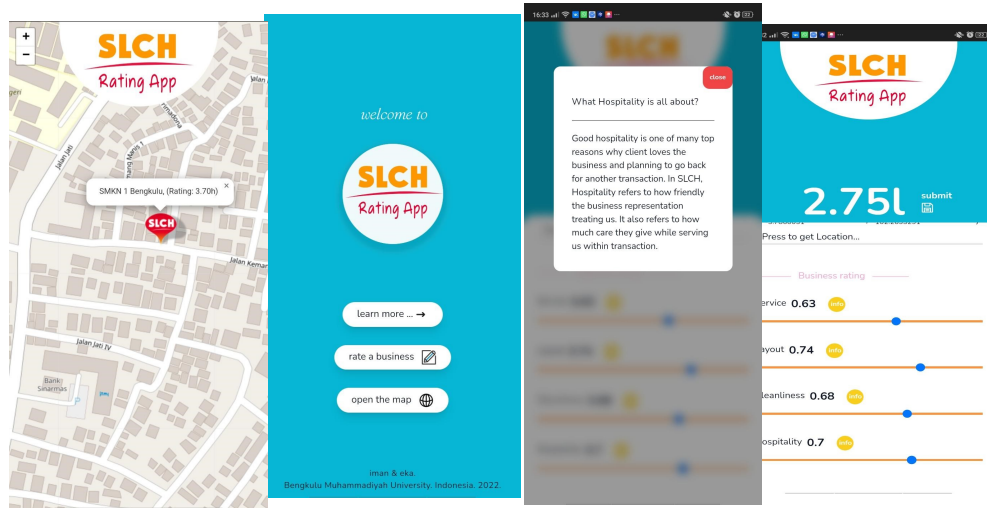 +
−
SLCH
Rating App
Jalan Jati
SMKN 1 Bengkulu, (Rating: 3.70h)
×
SLCH
Jalan Jati IV
Bank
Sinarmas
welcome to
SLCH
Rating App
learn more ... →
rate a business
open the map
iman & eka.
Bengkulu Muhammadiyah University. Indonesia. 2022.
16:33
22
close
What Hospitality is all about?
Good hospitality is one of many top
reasons why client loves the
business and planning to go back
for another transaction. In SLCH,
Hospitality refers to how friendly
the business representation
treating us. It also refers to how
much care they give while serving
us within transaction.
22
SLCH
Rating App
2.75l
submit
Press to get Location...
Business rating
ervice 0.63 info
ayout 0.74 info
leanliness 0.68 info
ospitality 0.7 info